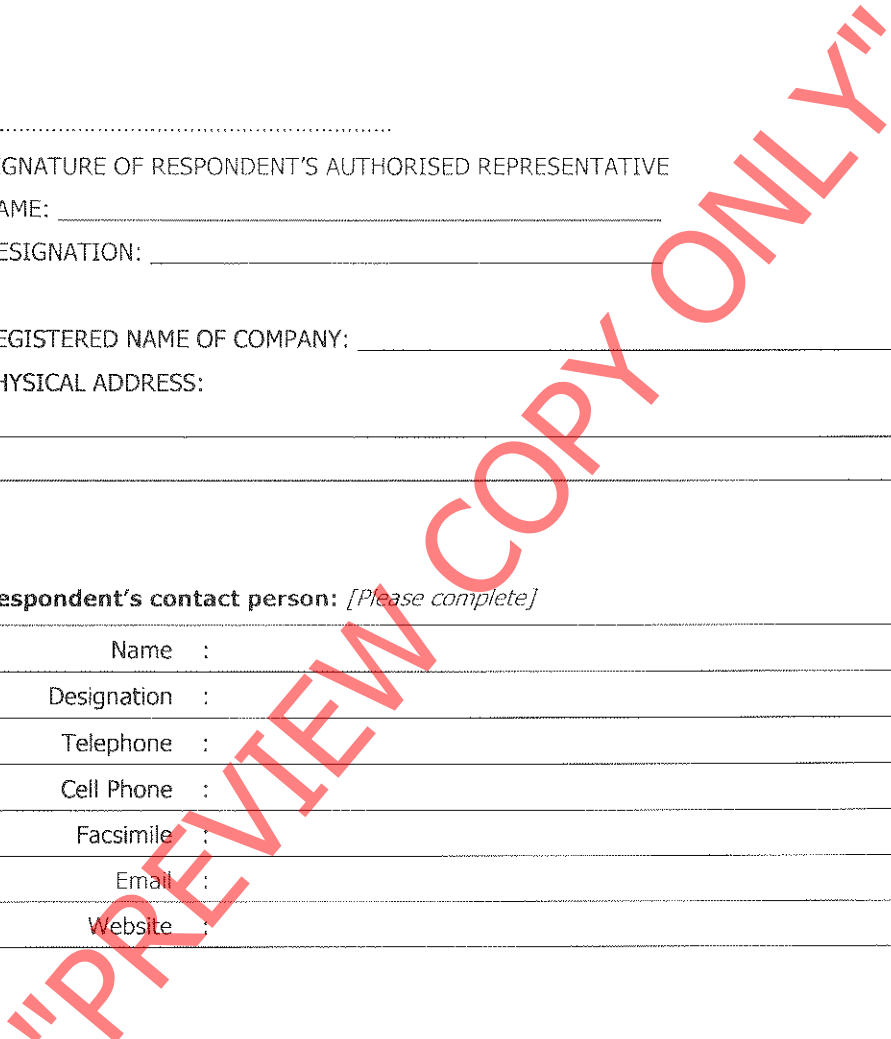 IGNATURE OF RESPONDENT'S AUTHORISED REPRESENTATIVE
AME:
ESIGNATION:
EGISTERED NAME OF COMPANY:
HYSICAL ADDRESS:
espondent's contact person: [Please complete]
Name :
Designation :
Telephone :
Cell Phone :
Facsimile :
Email :
Website :
"PREVIEW COPY ONLY"